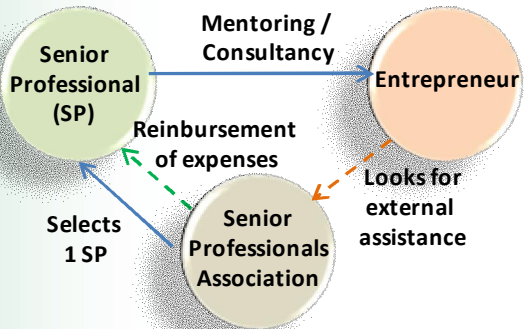 Mentoring /
Consultancy
Senior
Professional
(SP)
Entrepreneur
Reinbursement
of expenses
Looks for
external
assistance
Selects
1 SP
Senior
Professionals
Association